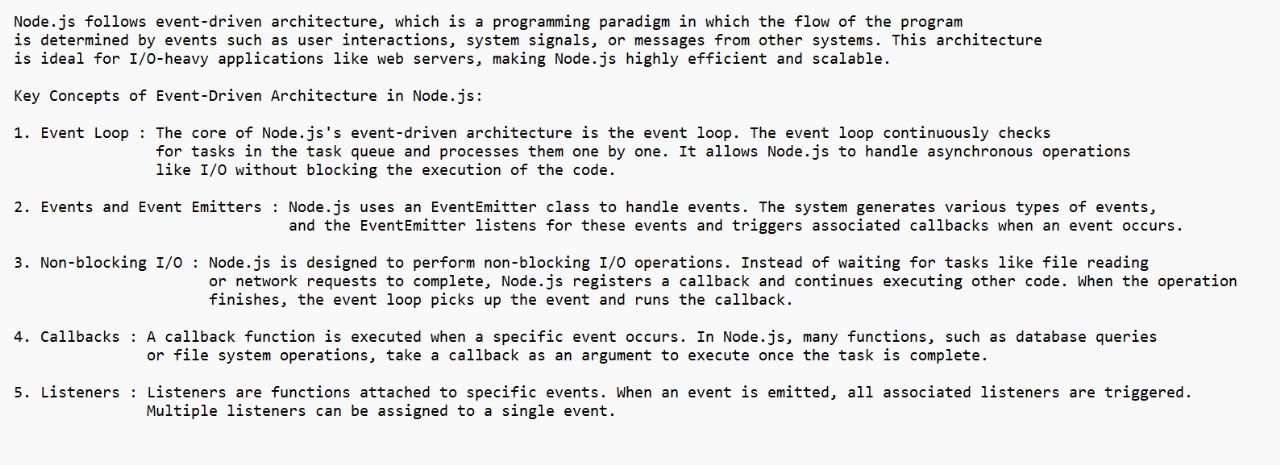 Node.js follows event-driven architecture, which is a programming paradigm in which the flow of the program
is determined by events such as user interactions, system signals, or messages from other systems. This architecture
is ideal for I/O-heavy applications like web servers, making Node.js highly efficient and scalable.
Key Concepts of Event-Driven Architecture in Node.js:
1. Event Loop : The core of Node.js's event-driven architecture is the event loop. The event loop continuously checks
for tasks in the task queue and processes them one by one. It allows Node.js to handle asynchronous operations
like I/O without blocking the execution of the code.
2. Events and Event Emitters : Node.js uses an EventEmitter class to handle events. The system generates various types of events,
and the EventEmitter listens for these events and triggers associated callbacks when an event occurs.
3. Non-blocking I/O : Node.js is designed to perform non-blocking I/O operations. Instead of waiting for tasks like file reading
or network requests to complete, Node.js registers a callback and continues executing other code. When the operation
finishes, the event loop picks up the event and runs the callback.
4. Callbacks : A callback function is executed when a specific event occurs. In Node.js, many functions, such as database queries
or file system operations, take a callback as an argument to execute once the task is complete.
5. Listeners : Listeners are functions attached to specific events. When an event is emitted, all associated listeners are triggered.
Multiple listeners can be assigned to a single event.